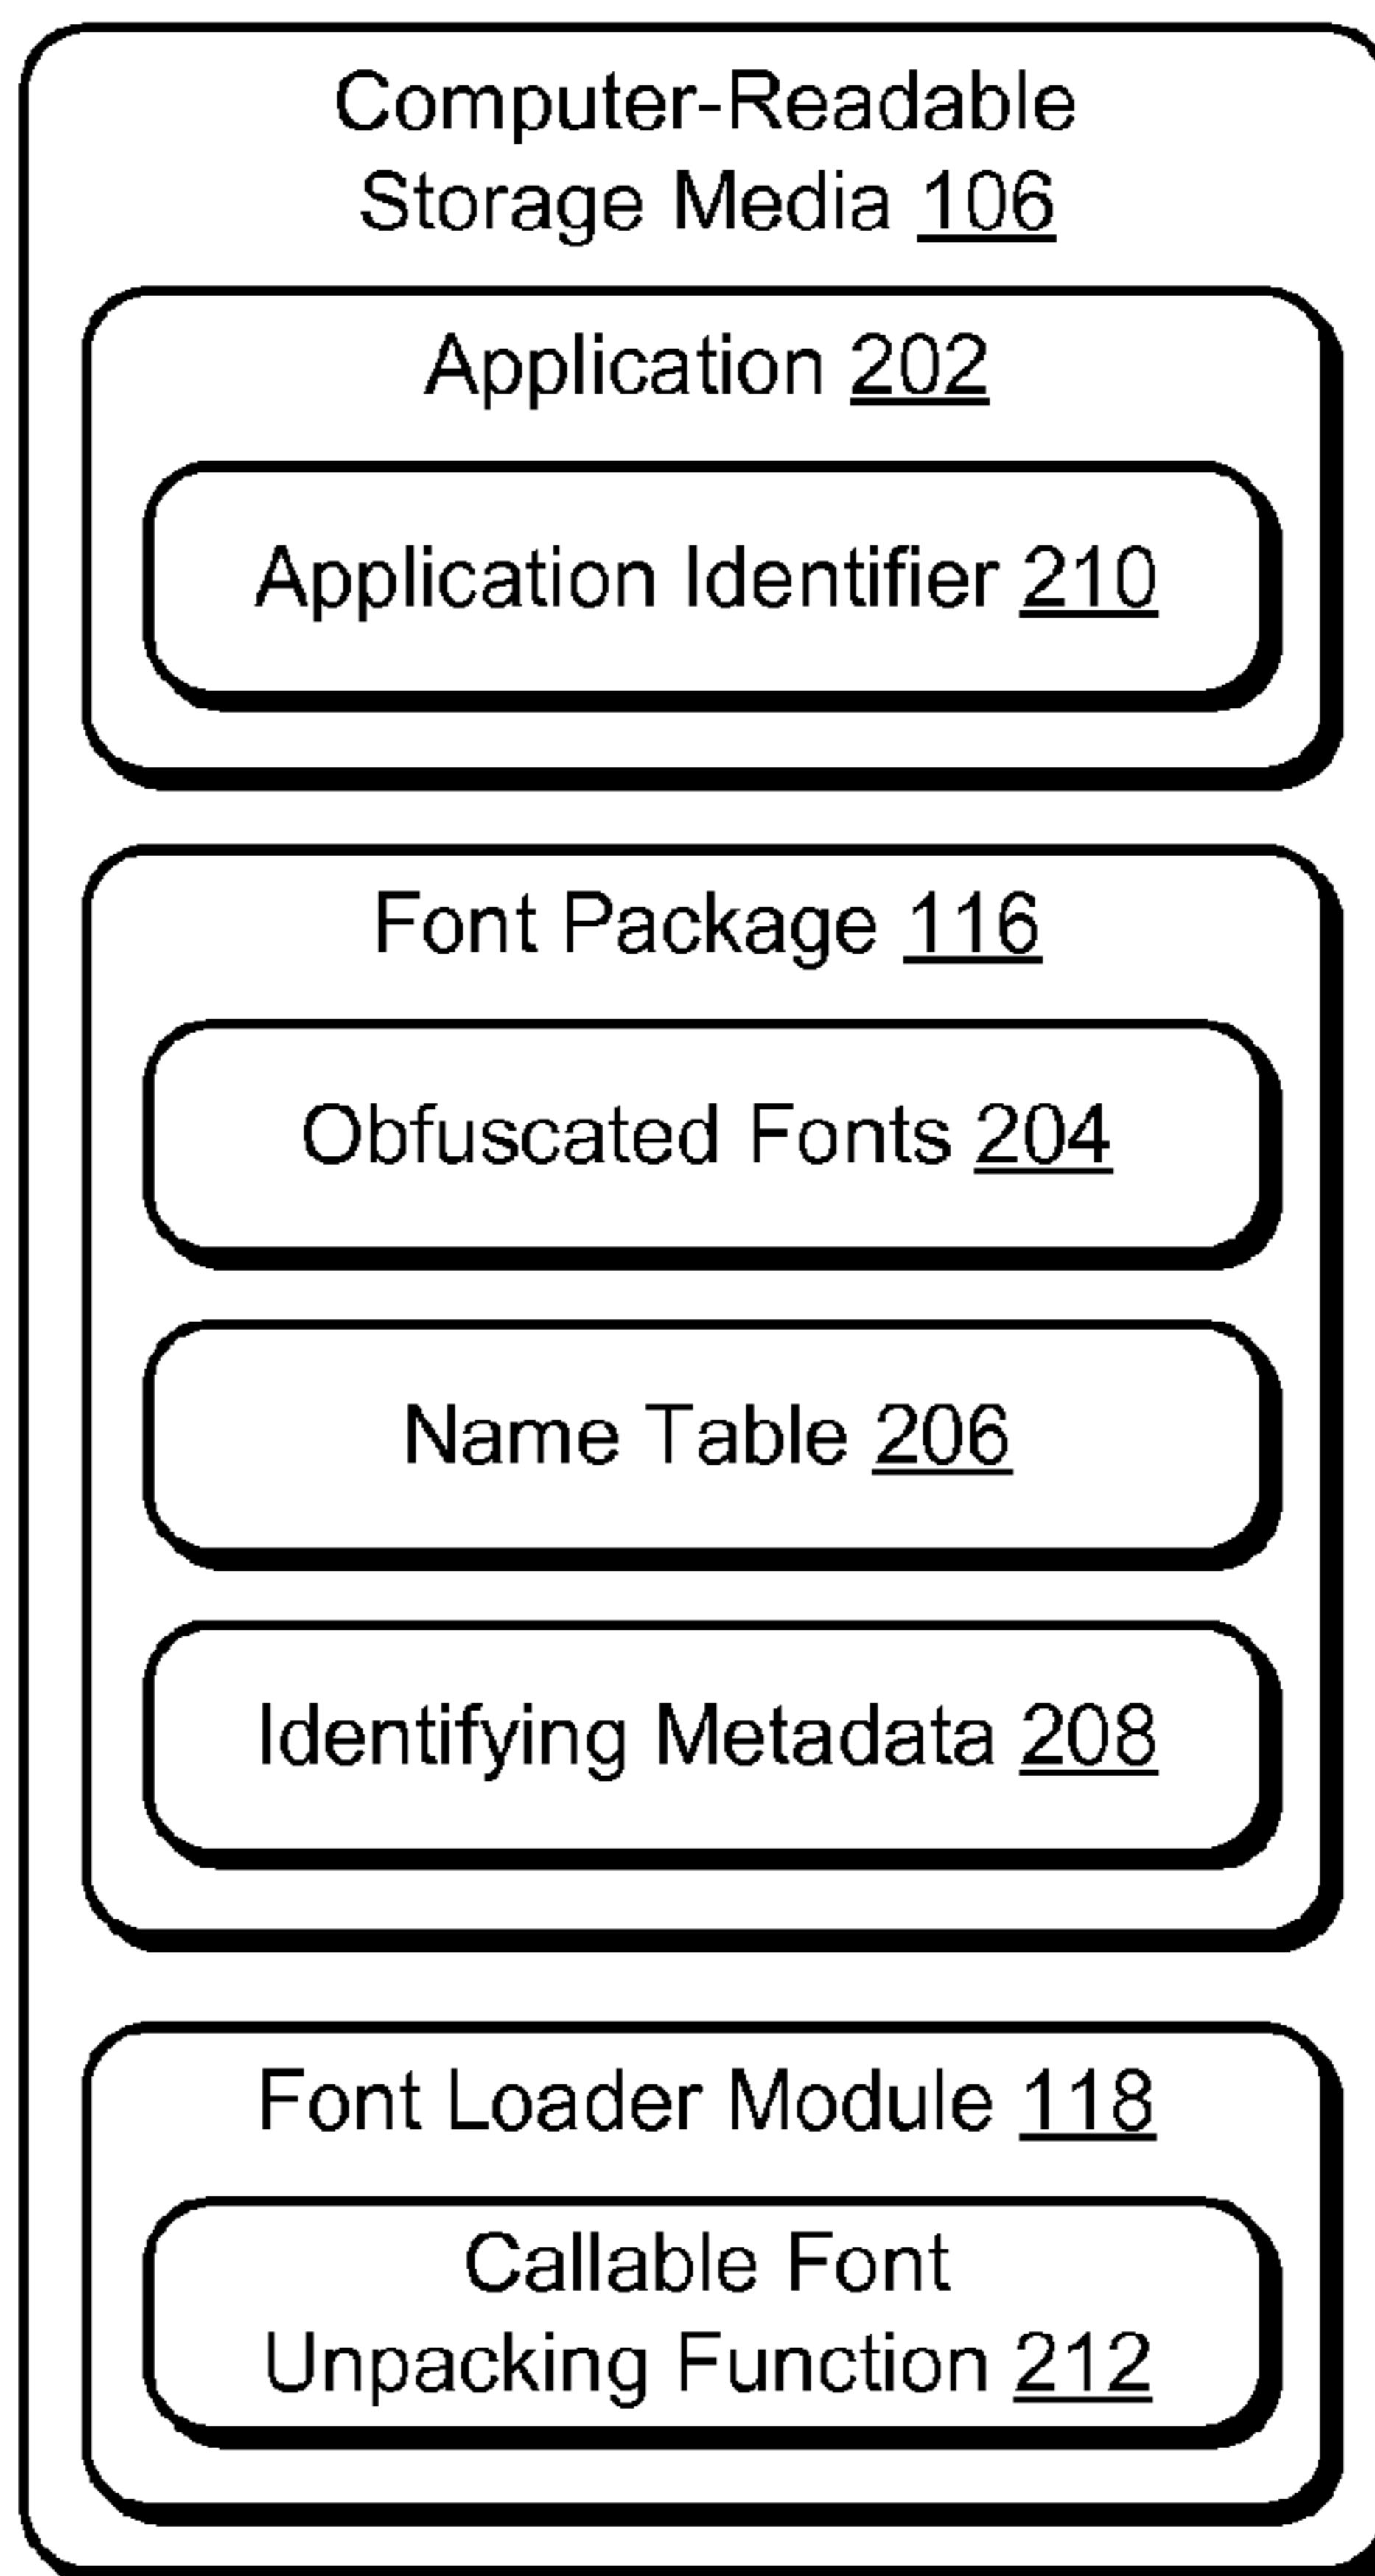 Computer-Readable
Storage Media 106
Application 202
Application Identifier 210
Font Package 116
Obfuscated Fonts 204
Name Table 206
Identifying Metadata 208
Font Loader Module 118
Callable Font
Unpacking Function 212